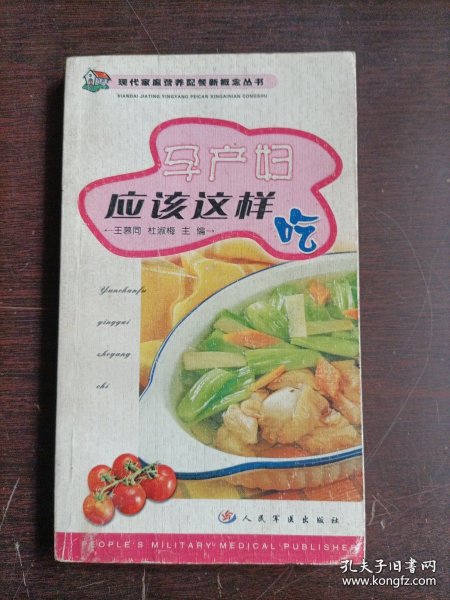 现代家庭营养配餐新概念丛书
XIANDAI JIATING YINGYANG PEICAN XINGAINIAN CONGSHU
孕产妇
应该这样
吃
←王慕同 杜淑梅 主 编→
Yunchanfu
yinggai
zheyang
chi
人民军医出版社
PEOPLE'S MILITARY MEDICAL PUBLISHER
孔夫子旧书网
www.kongfz.com